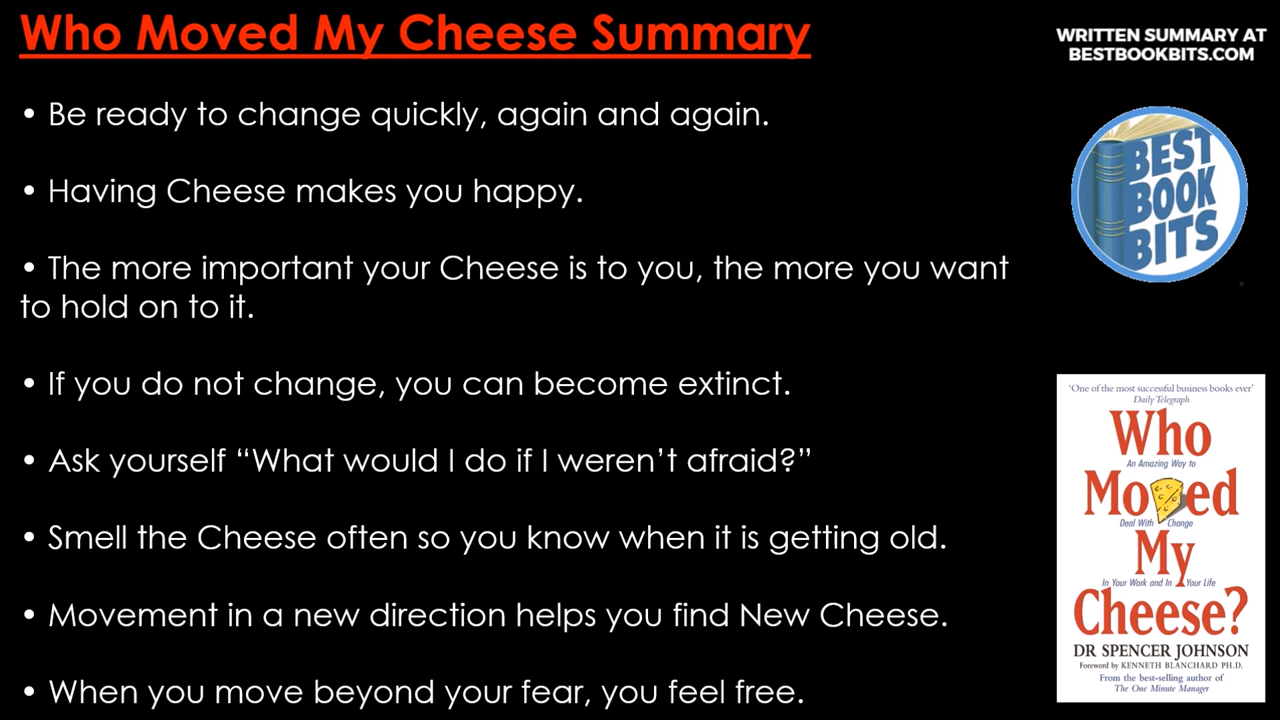 Who Moved My Cheese Summary
WRITTEN SUMMARY AT
BESTBOOKBITS.COM
• Be ready to change quickly, again and again.
• Having Cheese makes you happy.
• The more important your Cheese is to you, the more you want
to hold on to it.
• If you do not change, you can become extinct.
• Ask yourself “What would I do if I weren’t afraid?”
• Smell the Cheese often so you know when it is getting old.
• Movement in a new direction helps you find New Cheese.
• When you move beyond your fear, you feel free.
BEST
BOOK
BITS
‘One of the most successful business books ever’
Daily Telegraph
Who
An Amazing Way to
Moved
Deal With Change
My
In Your Work and In Your Life
Cheese?
DR SPENCER JOHNSON
Foreword by KENNETH BLANCHARD PH.D.
From the best-selling author of
The One Minute Manager